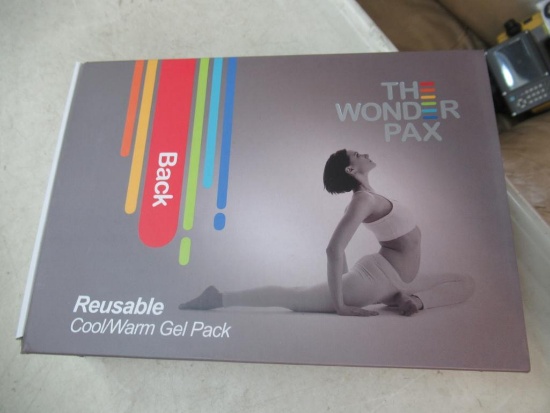 THE
WONDER
PAX
Back
Reusable
Cool/Warm Gel Pack